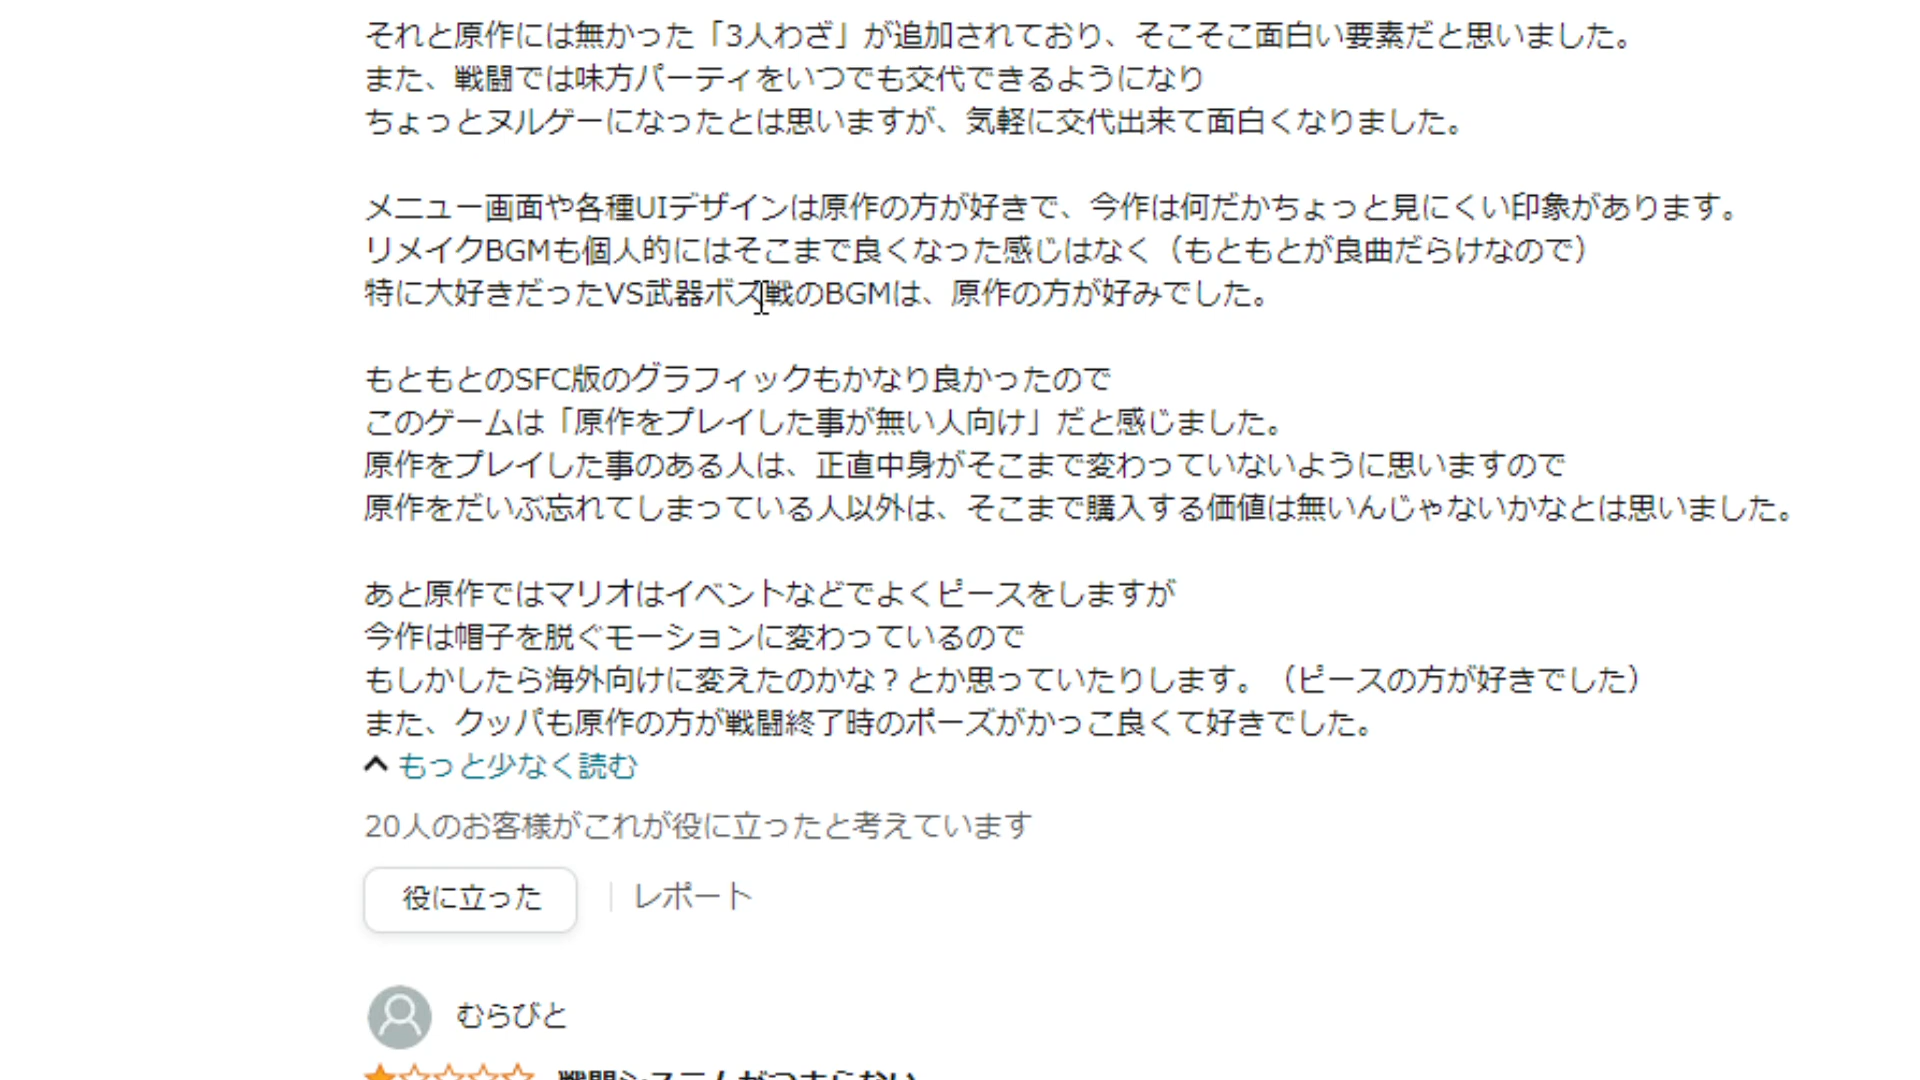 それと原作には無かった「3人わざ」が追加されており、そこそこ面白い要素だと思いました。
また、戦闘では味方パーティをいつでも交代できるようになり
ちょっとヌルゲーになったとは思いますが、気軽に交代出来て面白くなりました。
メニュー画面や各種UIデザインは原作の方が好きで、今作は何だかちょっと見にくい印象があります。
リメイクBGMも個人的にはそこまで良くなった感じはなく（もともとが良曲だらけなので）
特に大好きだったVS武器ボス戦のBGMは、原作の方が好みでした。
もともとのSFC版のグラフィックもかなり良かったので
このゲームは「原作をプレイした事が無い人向け」だと感じました。
原作をプレイした事のある人は、正直中身がそこまで変わっていないように思いますので
原作をだいぶ忘れてしまっている人以外は、そこまで購入する価値は無いんじゃないかなとは思いました。
あと原作ではマリオはイベントなどでよくピースをしますが
今作は帽子を脱ぐモーションに変わっているので
もしかしたら海外向けに変えたのかな？とか思っていたりします。（ピースの方が好きでした）
また、クッパも原作の方が戦闘終了時のポーズがかっこ良くて好きでした。
もっと少なく読む
20人のお客様がこれが役に立ったと考えています
役に立った
レポート
むらびと
戦闘システムがつまらない